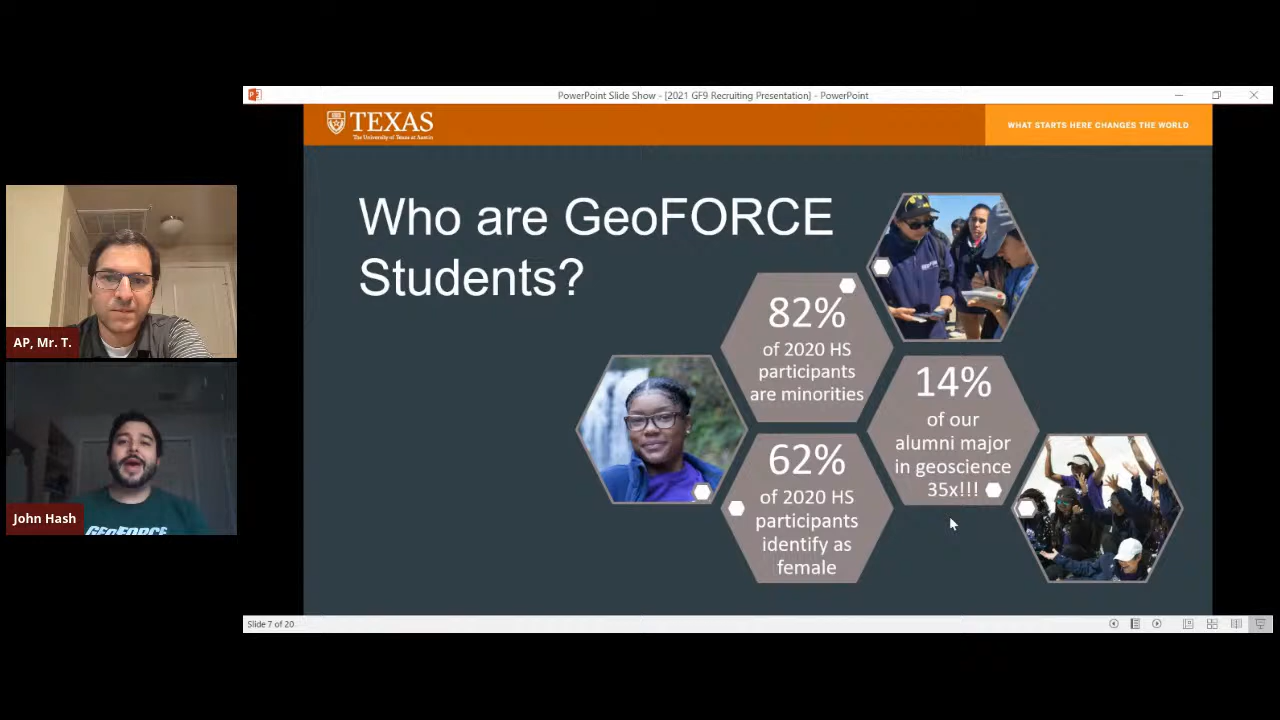 PowerPoint Slide Show - [2021 GF9 Recruiting Presentation] - PowerPoint
TEXAS
The University of Texas at Austin
WHAT STARTS HERE CHANGES THE WORLD
Who are GeoFORCE
Students?
82%
of 2020 HS
participants
are minorities
14%
of our
alumni major
in geoscience
35x!!!
62%
of 2020 HS
participants
identify as
female
AP, Mr. T.
GEOFORCE
John Hash
Slide 7 of 20